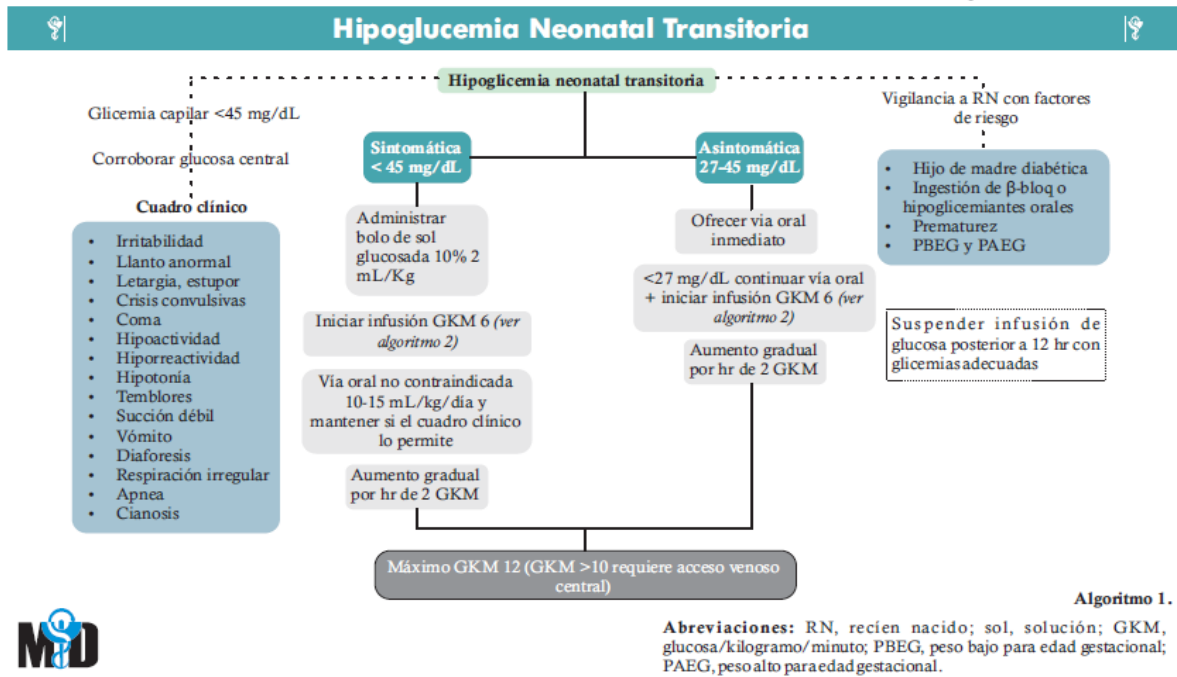 Hipoglucemia Neonatal Transitoria
Hipoglicemia neonatal transitoria
Glicemia capilar <45 mg/dL
Corroborar glucosa central
Cuadro clínico
• Irritabilidad
• Llanto anormal
• Letargia, estupor
• Crisis convulsivas
• Coma
• Hipoactividad
• Hiporreactividad
• Hipotonía
• Temblores
• Succión débil
• Vómito
• Diaforesis
• Respiración irregular
• Apnea
• Cianosis
Sintomática
< 45 mg/dL
Administrar
bolo de sol
glucosada 10% 2
mL/Kg
Iniciar infusión GKM 6 (ver
algoritmo 2)
Vía oral no contraindicada
10-15 mL/kg/día y
mantener si el cuadro clínico
lo permite
Aumento gradual
por hr de 2 GKM
Asintomática
27-45 mg/dL
Ofrecer via oral
inmediato
<27 mg/dL continuar vía oral
+ iniciar infusión GKM 6 (ver
algoritmo 2)
Aumento gradual
por hr de 2 GKM
Vigilancia a RN con factores
de riesgo
• Hijo de madre diabética
• Ingestión de β-bloq o
hipoglicemiantes orales
• Prematurez
• PBEG y PAEG
Suspender infusión de
glucosa posterior a 12 hr con
glicemias adecuadas
Máximo GKM 12 (GKM >10 requiere acceso venoso
central)
Algoritmo 1.
MD
Abreviaciones: RN, recíen nacido; sol, solución; GKM,
glucosa/kilogramo/minuto; PBEG, peso bajo para edad gestacional;
PAEG, peso alto para edad gestacional.